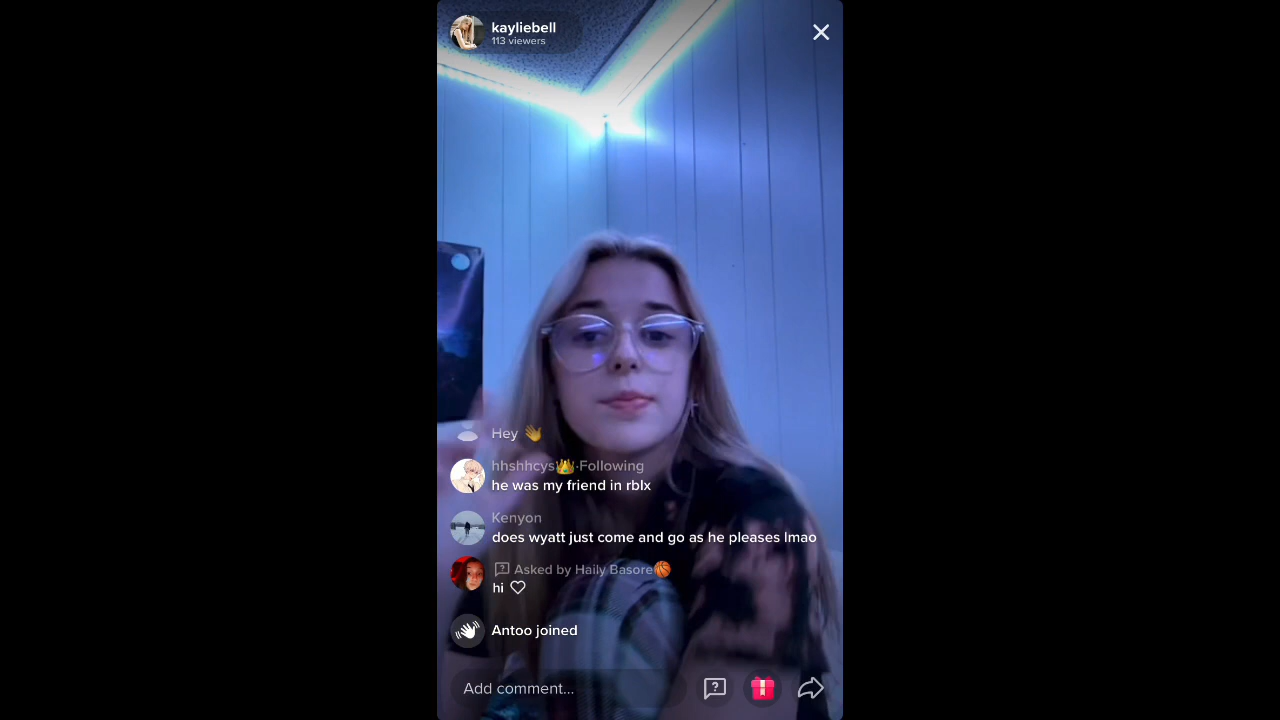 kayliebell
113 viewers
Hey 👋
hhshhcys👑·Following
he was my friend in rblx
Kenyon
does wyatt just come and go as he pleases lmao
Asked by Haily Basore🏀
hi ♡
Antoo joined
Add comment...